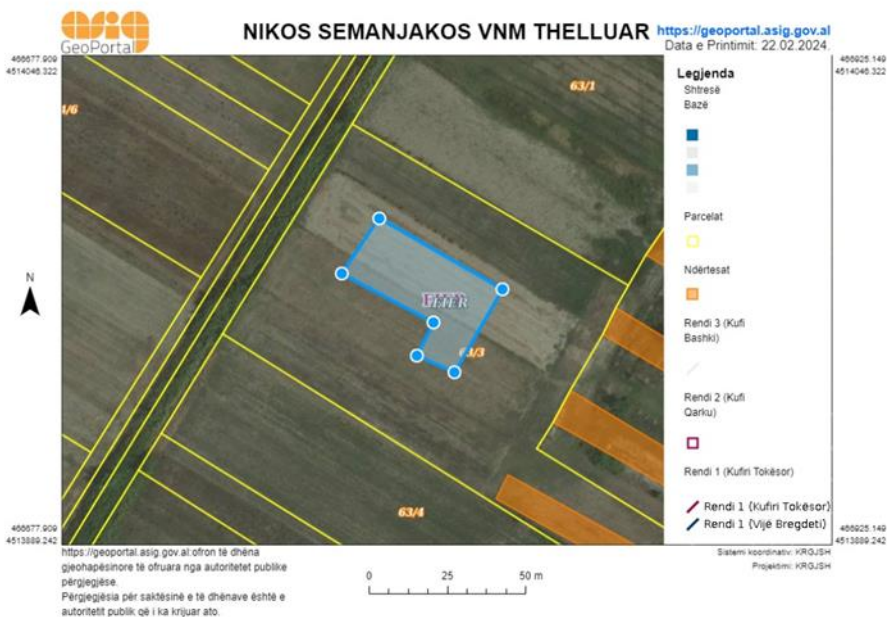 asig
GeoPortal
NIKOS SEMANJAKOS VNM THELLUAR
https://geoportal.asig.gov.al
Data e Printimit: 22.02.2024.
466677.909
4514046.322
466925.149
4514046.322
63/1
FIER
63/3
63/4
N
Legjenda
Shtresë
Bazë
Parcelat
Ndërtesat
Rendi 3 (Kufi
Bashki)
Rendi 2 (Kufi
Qarku)
Rendi 1 (Kufiri Tokësor)
Rendi 1 (Kufiri Tokësor)
Rendi 1 (Vijë Bregdeti)
466677.909
4513889.242
466925.149
4513889.242
https://geoportal.asig.gov.al:ofron të dhëna
gjeohapësinore të ofruara nga autoritetet publike
përgjegjëse.
Përgjegjësia për saktësinë e të dhënave është e
autoritetit publik që i ka krijuar ato.
0 25 50 m
Sistemi koordinativ: KRGJSH
Projektimi: KRGJSH